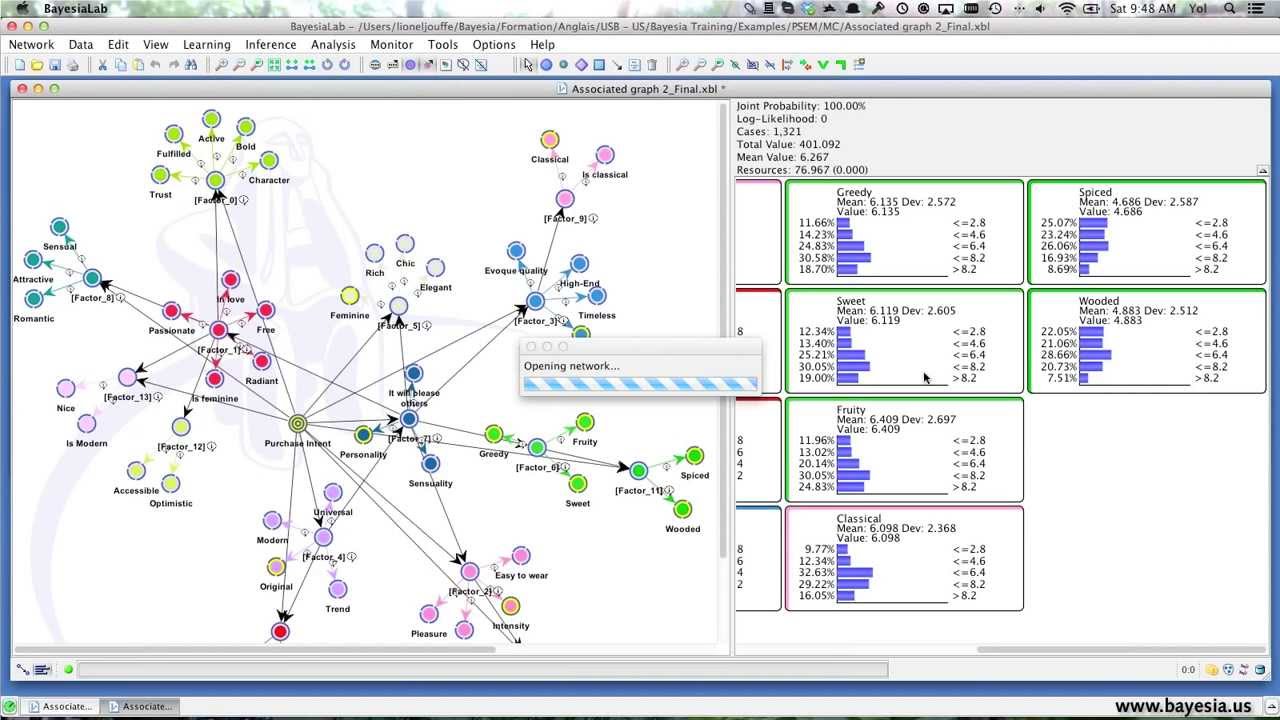 BayesiaLab
Sat 9:48 AM Yol
BayesiaLab - /Users/lioneljouffe/Bayesia/Formation/Anglais/USB - US/Bayesia Training/Examples/PSEM/MC/Associated graph 2_Final.xbl
Network Data Edit View Learning Inference Analysis Monitor Tools Options Help
Associated graph 2_Final.xbl *
Active
Bold
Fulfilled
Character
Trust
[Factor_0]
Classical
Is classical
[Factor_9]
Sensual
Attractive
[Factor_8]
Romantic
In love
Passionate
Free
[Factor_1]
Radiant
Is feminine
Rich
Chic
Elegant
Feminine
[Factor_5]
Evoque quality
High-End
Timeless
[Factor_3]
Opening network...
[Factor_13]
Nice
Is Modern
[Factor_12]
Accessible
Optimistic
Purchase Intent
It will please
others
[Factor_7]
Personality
Sensuality
Greedy
Fruity
[Factor_6]
Sweet
Spiced
[Factor_11]
Wooded
Universal
Modern
[Factor_4]
Original
Trend
Easy to wear
[Factor_2]
Intensity
Pleasure
Joint Probability: 100.00%
Log-Likelihood: 0
Cases: 1,321
Total Value: 401.092
Mean Value: 6.267
Resources: 76.967 (0.000)
Greedy
Mean: 6.135 Dev: 2.572
Value: 6.135
11.66% <=2.8
14.23% <=4.6
24.83% <=6.4
30.58% <=8.2
18.70% >8.2
Spiced
Mean: 4.686 Dev: 2.587
Value: 4.686
25.07% <=2.8
23.24% <=4.6
26.06% <=6.4
16.93% <=8.2
8.69% >8.2
Sweet
Mean: 6.119 Dev: 2.605
Value: 6.119
12.34% <=2.8
13.40% <=4.6
25.21% <=6.4
30.05% <=8.2
19.00% >8.2
Wooded
Mean: 4.883 Dev: 2.512
Value: 4.883
22.05% <=2.8
21.06% <=4.6
28.66% <=6.4
20.73% <=8.2
7.51% >8.2
8
6
4
2
Fruity
Mean: 6.409 Dev: 2.697
Value: 6.409
11.96% <=2.8
13.02% <=4.6
20.14% <=6.4
30.05% <=8.2
24.83% >8.2
8
6
4
2
Classical
Mean: 6.098 Dev: 2.368
Value: 6.098
9.77% <=2.8
12.34% <=4.6
32.63% <=6.4
29.22% <=8.2
16.05% >8.2
0:0
Associate...
Associate...
www.bayesia.us